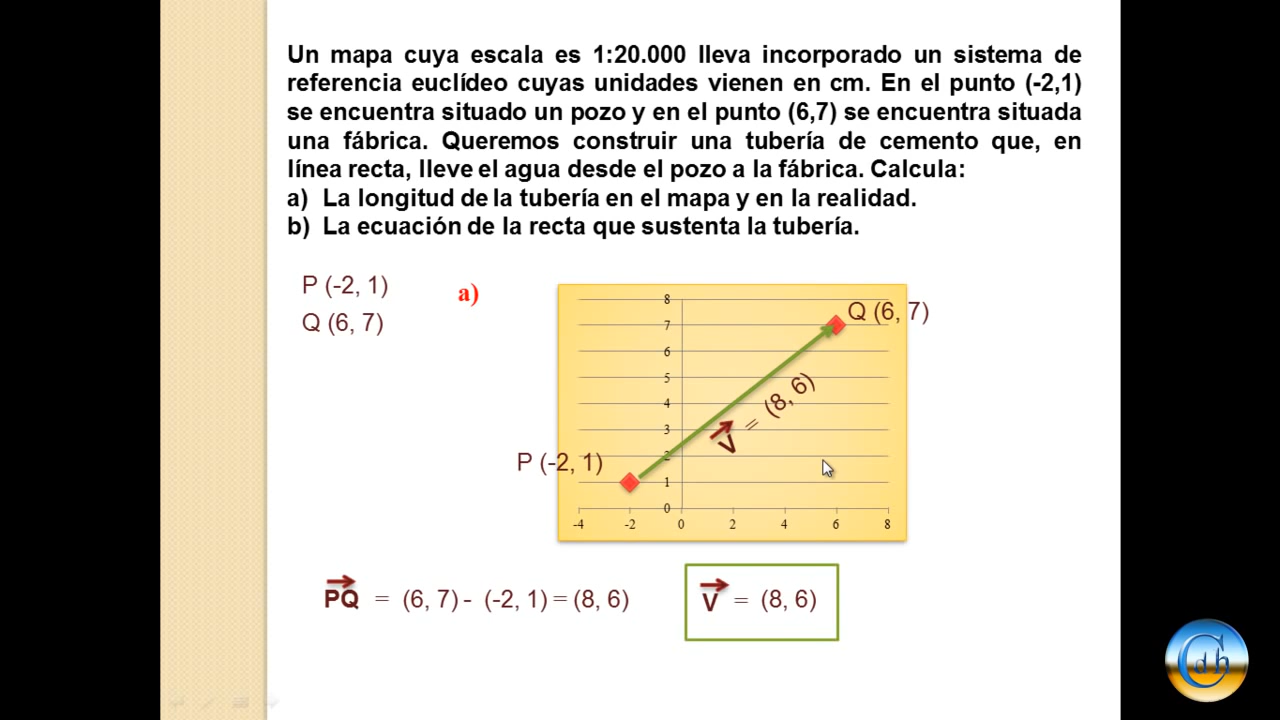 Un mapa cuya escala es 1:20.000 lleva incorporado un sistema de
referencia euclídeo cuyas unidades vienen en cm. En el punto (-2,1)
se encuentra situado un pozo y en el punto (6,7) se encuentra situada
una fábrica. Queremos construir una tubería de cemento que, en
línea recta, lleve el agua desde el pozo a la fábrica. Calcula:
a) La longitud de la tubería en el mapa y en la realidad.
b) La ecuación de la recta que sustenta la tubería.
P (-2, 1)
a)
Q (6, 7)
8
7
6
5
4
3
2
1
0
-4 -2 0 2 4 6 8
Q (6, 7)
V = (8, 6)
P (-2, 1)
PQ = (6, 7) - (-2, 1) = (8, 6)
V = (8, 6)
Cdh